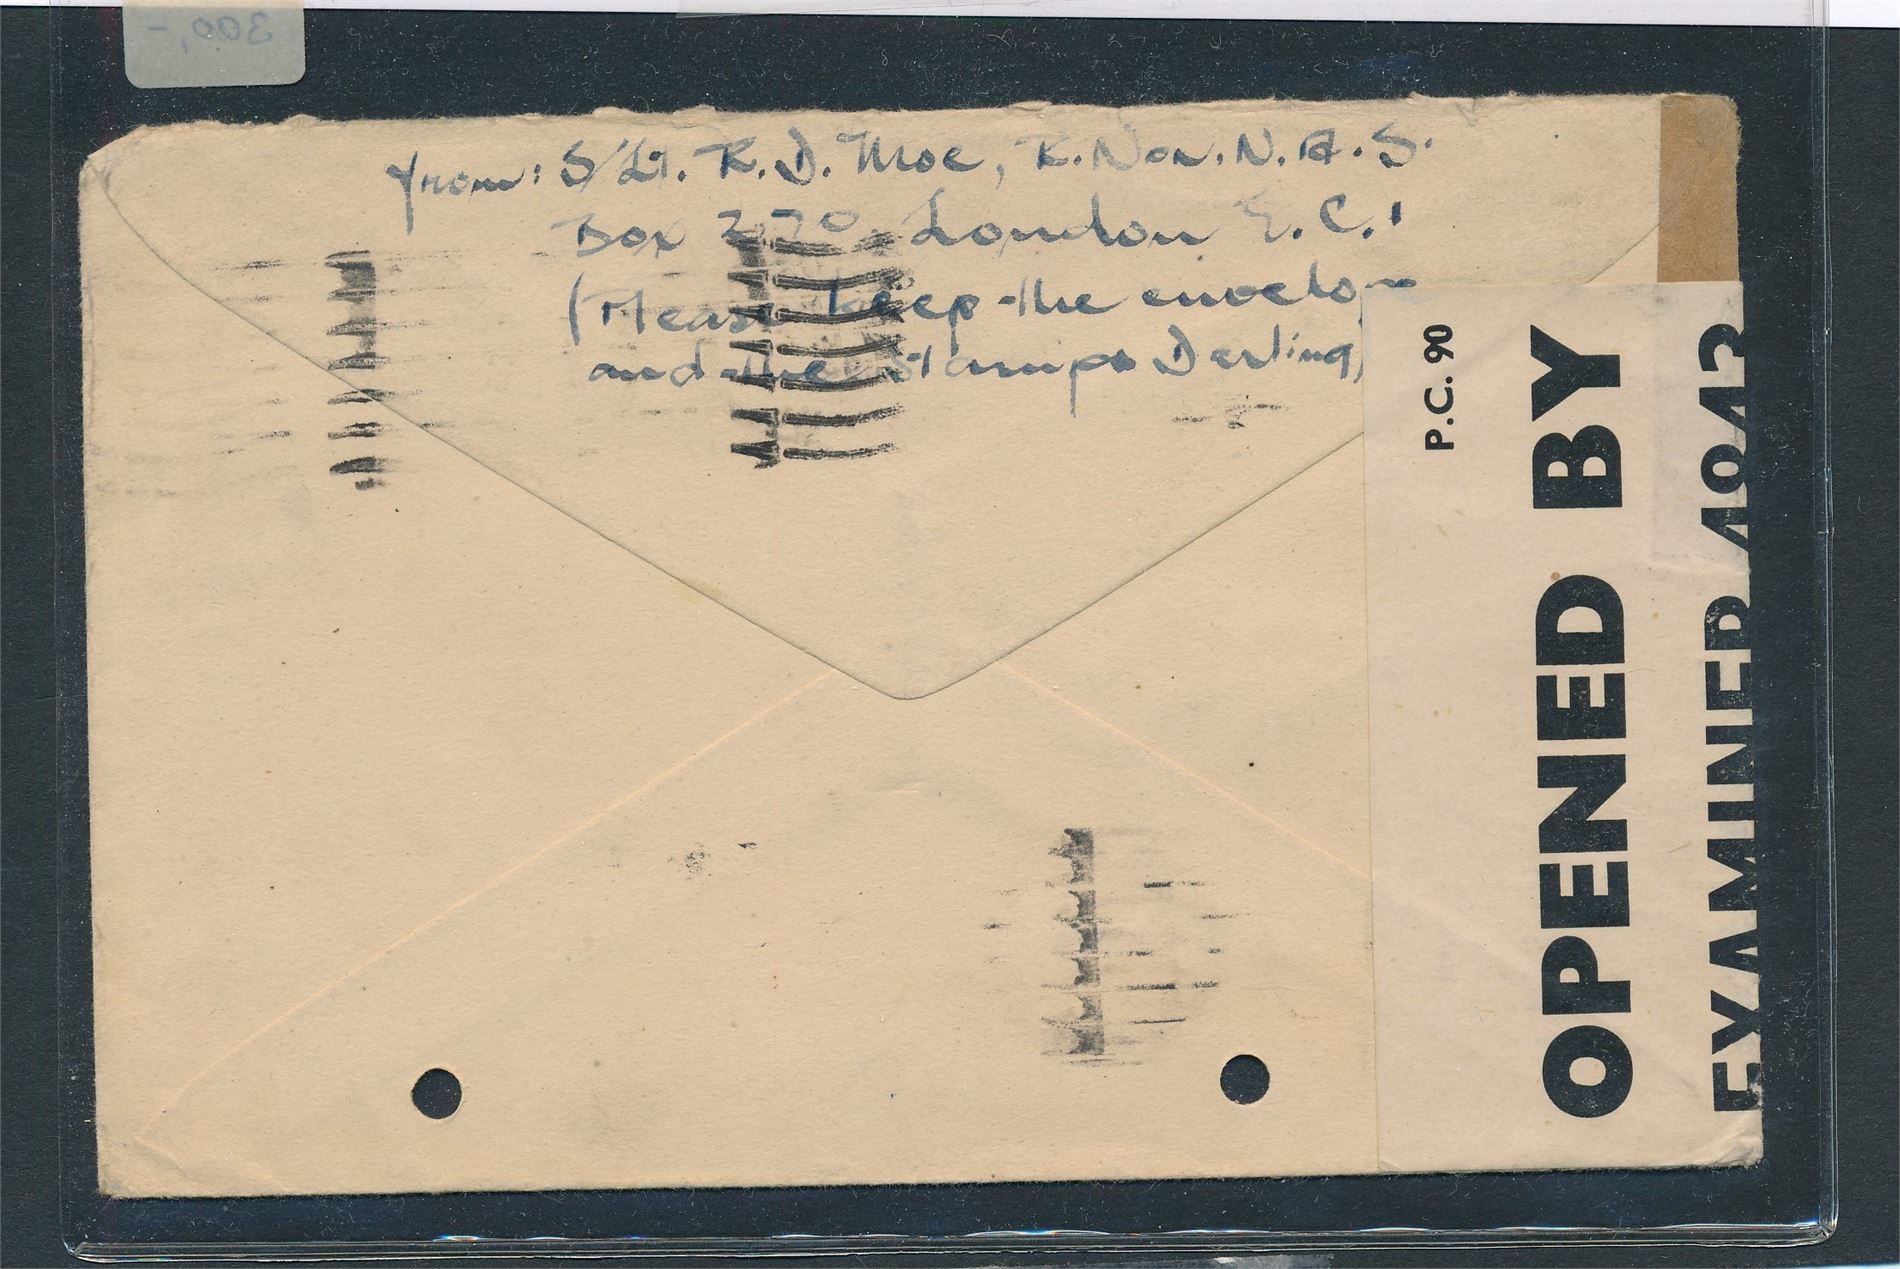 from: S/Lt. R. D. Moe, R. Nor. N. A. S.
Box 270, London E.C.1
(Please keep the envelope
and the stamps Darling)
P.C. 90
OPENED BY
EXAMINER 4842
300,-